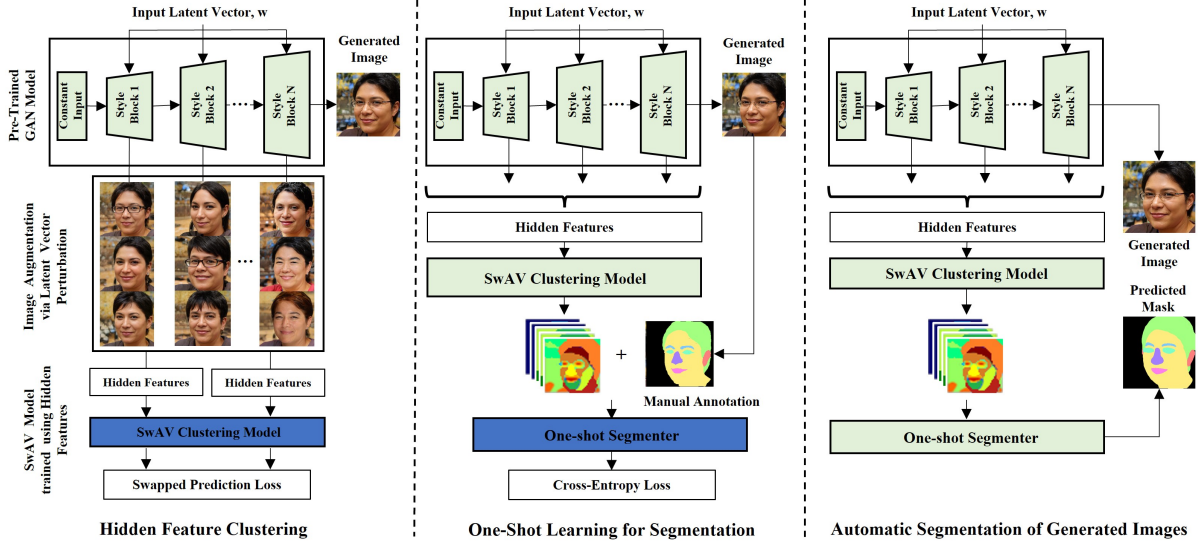 Input Latent Vector, w
Pre-Trained
GAN Model
Constant
Input
Style
Block 1
Style
Block 2
Style
Block N
Generated
Image
Image Augmentation
via Latent Vector
Perturbation
SwAV Model
trained using Hidden
Features
Hidden Features
Hidden Features
SwAV Clustering Model
Swapped Prediction Loss
Hidden Feature Clustering
Input Latent Vector, w
Constant
Input
Style
Block 1
Style
Block 2
Style
Block N
Generated
Image
Hidden Features
SwAV Clustering Model
+
Manual Annotation
One-shot Segmenter
Cross-Entropy Loss
One-Shot Learning for Segmentation
Input Latent Vector, w
Constant
Input
Style
Block 1
Style
Block 2
Style
Block N
Generated
Image
Hidden Features
SwAV Clustering Model
Predicted
Mask
One-shot Segmenter
Automatic Segmentation of Generated Images